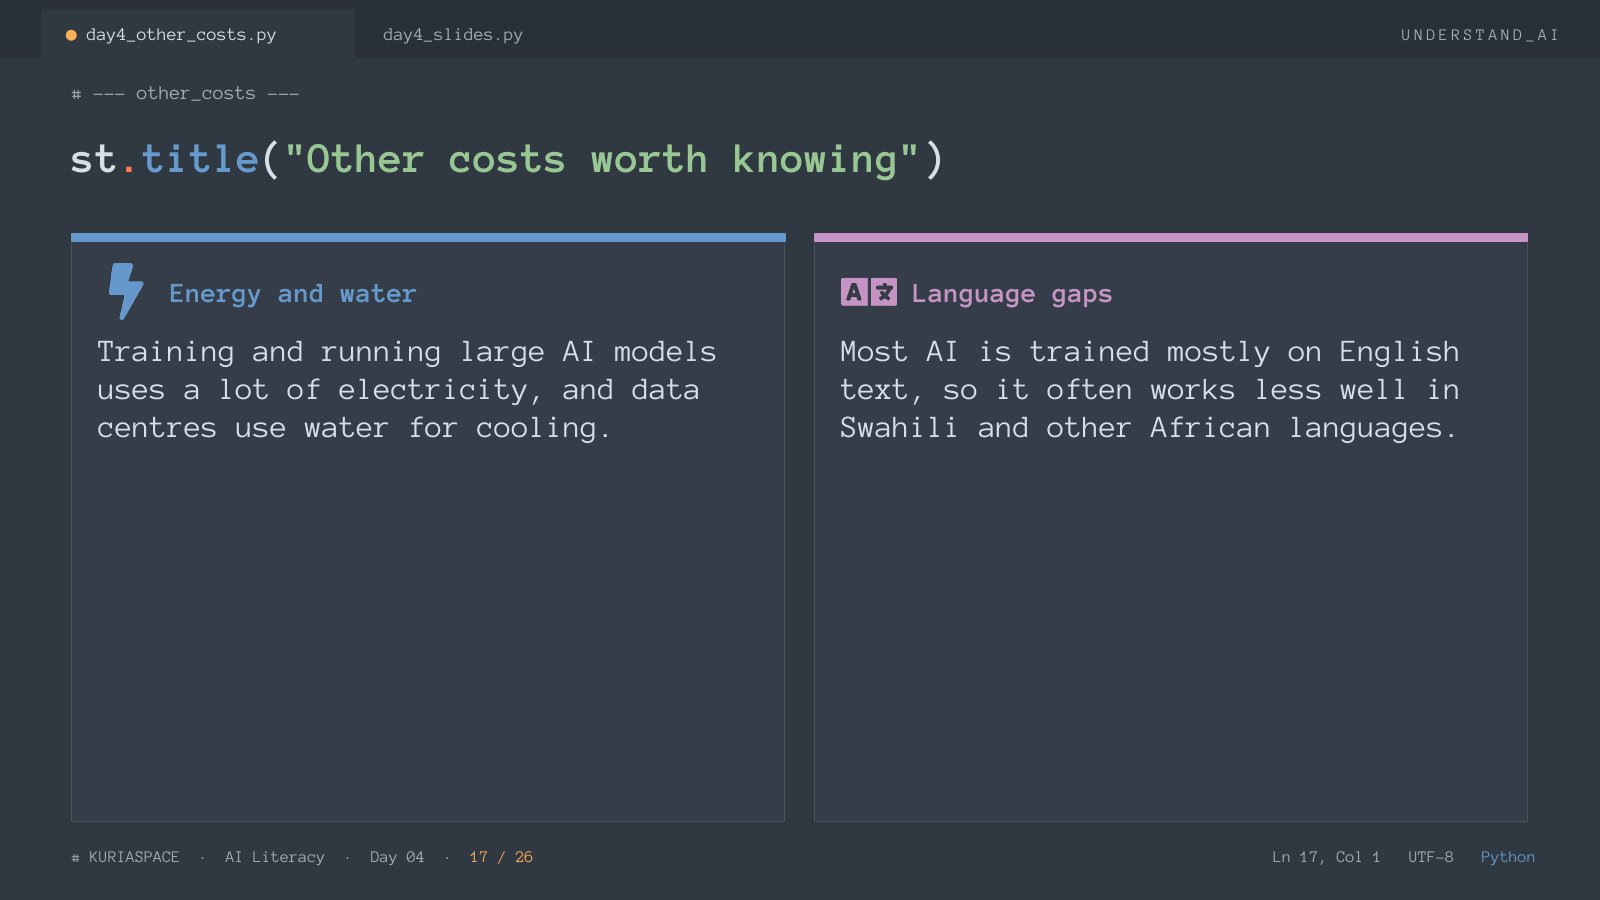 day4_other_costs.py
day4_slides.py
UNDERSTAND_AI
# --- other_costs ---
st.title("Other costs worth knowing")
Energy and water
Training and running large AI models
uses a lot of electricity, and data
centres use water for cooling.
A文 Language gaps
Most AI is trained mostly on English
text, so it often works less well in
Swahili and other African languages.
# KURIASPACE · AI Literacy · Day 04 · 17 / 26
Ln 17, Col 1 UTF-8 Python